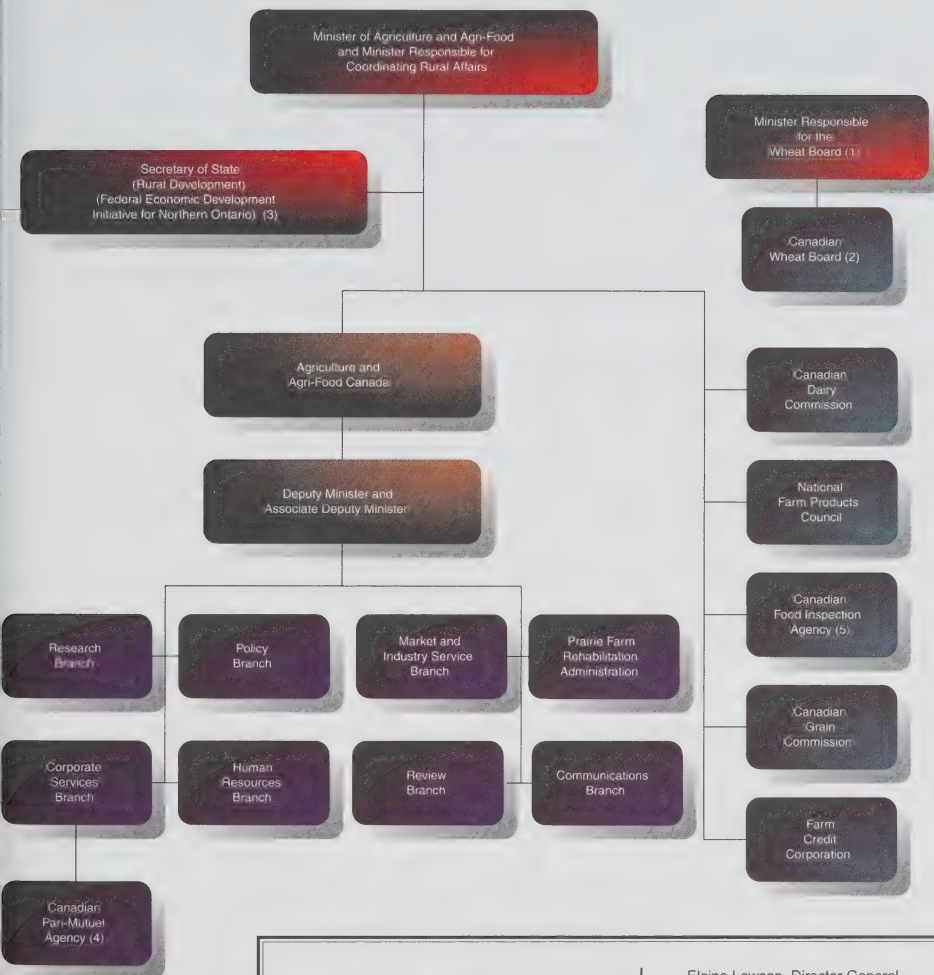 Minister of Agriculture and Agri-Food
and Minister Responsible for
Coordinating Rural Affairs
Minister Responsible
for the
Wheat Board (1)
Secretary of State
(Rural Development)
(Federal Economic Development
Initiative for Northern Ontario) (3)
Canadian
Wheat Board (2)
Agriculture and
Agri-Food Canada
Canadian
Dairy
Commission
Deputy Minister and
Associate Deputy Minister
National
Farm Products
Council
Canadian
Food Inspection
Agency (5)
Research
Branch
Policy
Branch
Market and
Industry Service
Branch
Prairie Farm
Rehabilitation
Administration
Canadian
Grain
Commission
Corporate
Services
Branch
Human
Resources
Branch
Review
Branch
Communications
Branch
Farm
Credit
Corporation
Canadian
Pari-Mutuel
Agency (4)